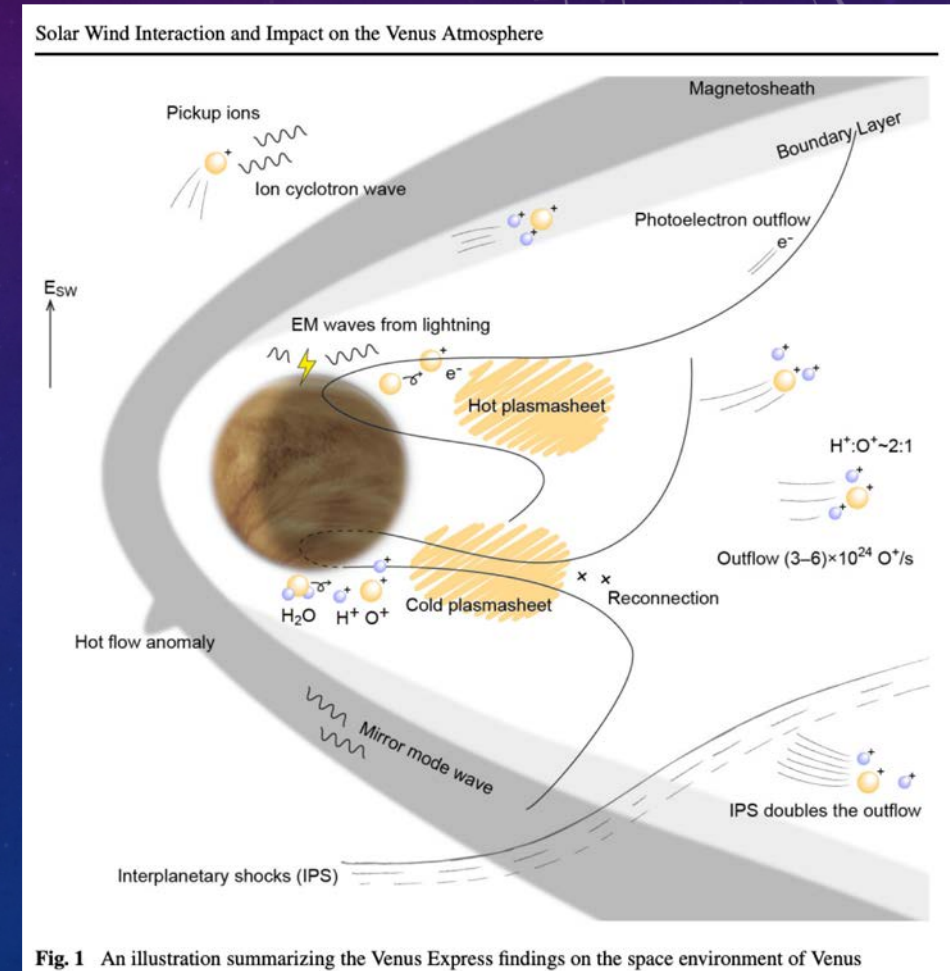 Solar Wind Interaction and Impact on the Venus Atmosphere
Magnetosheath
Pickup ions
+
Boundary Layer
Ion cyclotron wave
+ +
+
Photoelectron outflow
e-
E_SW
EM waves from lightning
+
e-
+
+ +
Hot plasmasheet
H+:O+~2:1
+
+
+
Outflow (3–6)×10^24 O+/s
+
+ +
× ×
Cold plasmasheet
Reconnection
H2O H+ O+
Hot flow anomaly
Mirror mode wave
+
+ +
IPS doubles the outflow
Interplanetary shocks (IPS)
Fig. 1 An illustration summarizing the Venus Express findings on the space environment of Venus